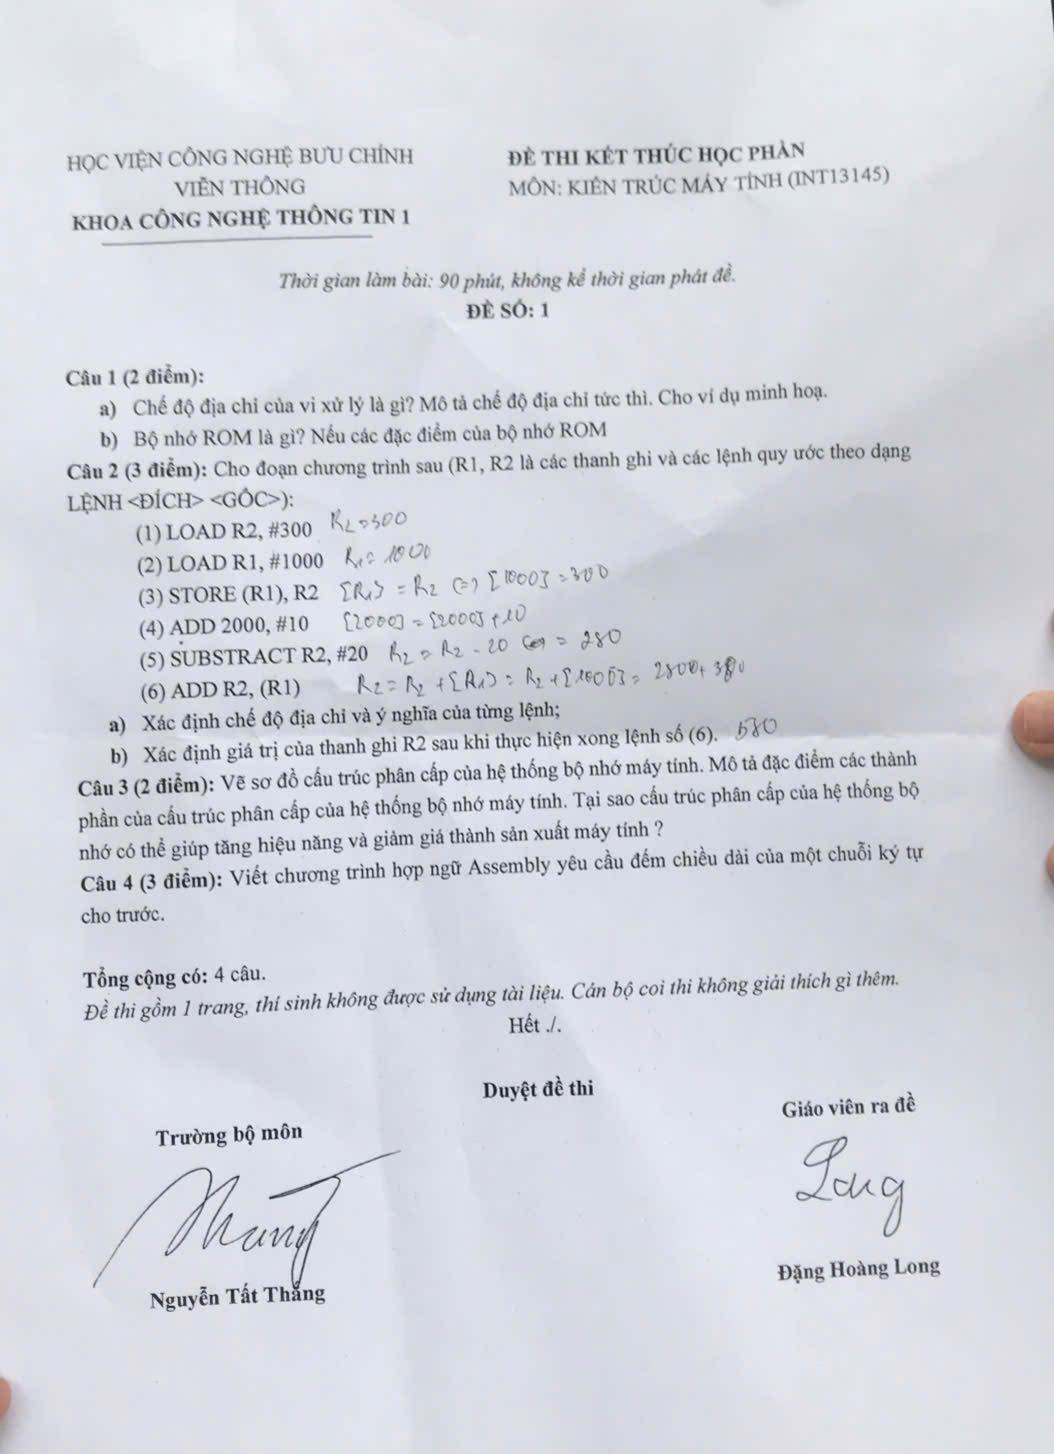 HỌC VIỆN CÔNG NGHỆ BƯU CHÍNH
VIỄN THÔNG
KHOA CÔNG NGHỆ THÔNG TIN 1
ĐỀ THI KẾT THÚC HỌC PHẦN
MÔN: KIẾN TRÚC MÁY TÍNH (INT13145)
Thời gian làm bài: 90 phút, không kể thời gian phát đề.
ĐỀ SỐ: 1
Câu 1 (2 điểm):
a) Chế độ địa chỉ của vi xử lý là gì? Mô tả chế độ địa chỉ tức thì. Cho ví dụ minh hoạ.
b) Bộ nhớ ROM là gì? Nếu các đặc điểm của bộ nhớ ROM
Câu 2 (3 điểm): Cho đoạn chương trình sau (R1, R2 là các thanh ghi và các lệnh quy ước theo dạng
LỆNH <ĐÍCH> <GỐC>):
(1) LOAD R2, #300 R2=300
(2) LOAD R1, #1000 R1= 1000
(3) STORE (R1), R2 [R1] = R2 (=) [1000] = 300
(4) ADD 2000, #10 [2000] = [2000] + 10
(5) SUBSTRACT R2, #20 R2 = R2 - 20 = 280
(6) ADD R2, (R1) R2 = R2 + [R1] = R2 + [1000] = 280+ 300
a) Xác định chế độ địa chỉ và ý nghĩa của từng lệnh;
b) Xác định giá trị của thanh ghi R2 sau khi thực hiện xong lệnh số (6). 580
Câu 3 (2 điểm): Vẽ sơ đồ cấu trúc phân cấp của hệ thống bộ nhớ máy tính. Mô tả đặc điểm các thành
phần của cấu trúc phân cấp của hệ thống bộ nhớ máy tính. Tại sao cấu trúc phân cấp của hệ thống bộ
nhớ có thể giúp tăng hiệu năng và giảm giá thành sản xuất máy tính ?
Câu 4 (3 điểm): Viết chương trình hợp ngữ Assembly yêu cầu đếm chiều dài của một chuỗi ký tự
cho trước.
Tổng cộng có: 4 câu.
Đề thi gồm 1 trang, thí sinh không được sử dụng tài liệu. Cán bộ coi thi không giải thích gì thêm.
Hết ./.
Duyệt đề thi
Trưởng bộ môn
Giáo viên ra đề
Long
Nguyễn Tất Thắng
Đặng Hoàng Long